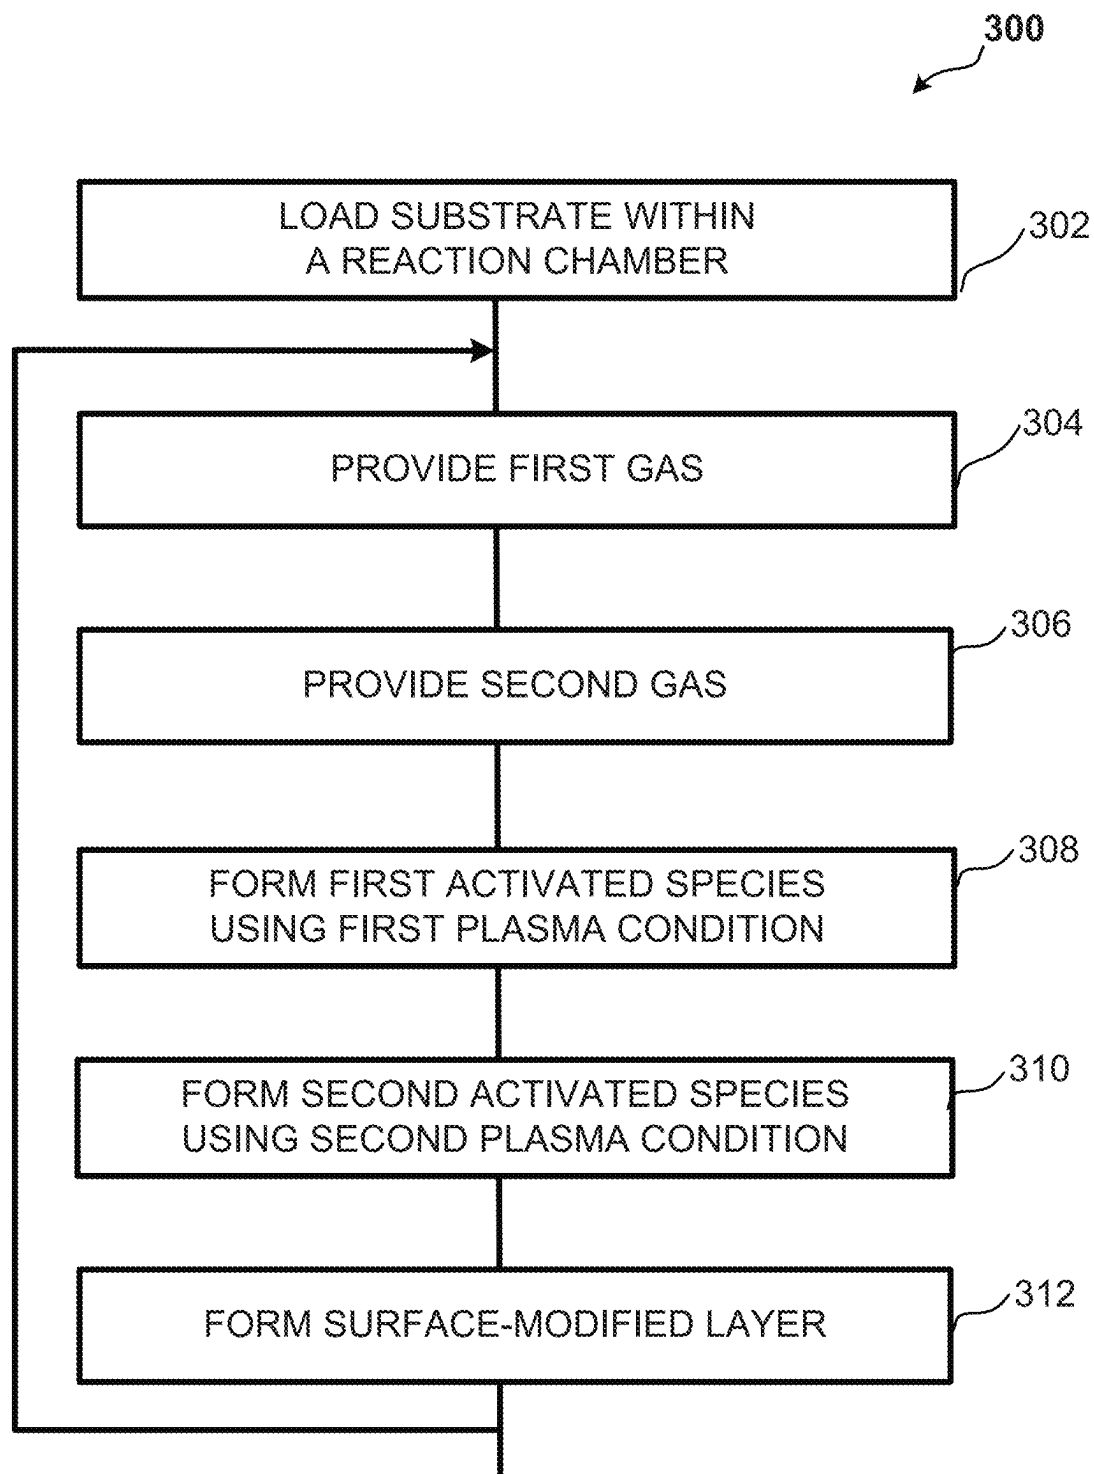 300
LOAD SUBSTRATE WITHIN
A REACTION CHAMBER
302
PROVIDE FIRST GAS
304
PROVIDE SECOND GAS
306
FORM FIRST ACTIVATED SPECIES
USING FIRST PLASMA CONDITION
308
FORM SECOND ACTIVATED SPECIES
USING SECOND PLASMA CONDITION
310
FORM SURFACE-MODIFIED LAYER
312